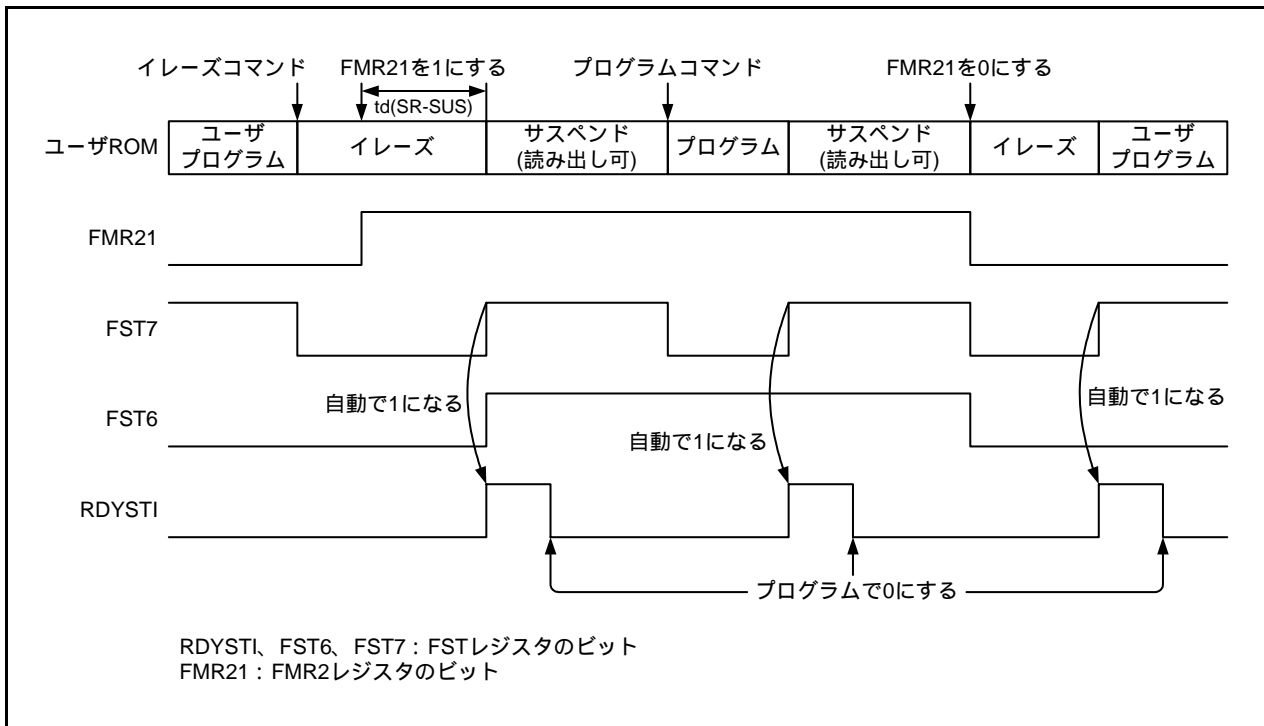 イレーズコマンド
FMR21を1にする
プログラムコマンド
FMR21を0にする
td(SR-SUS)
ユーザROM
ユーザ
プログラム
イレーズ
サスペンド
(読み出し可)
プログラム
サスペンド
(読み出し可)
イレーズ
ユーザ
プログラム
FMR21
FST7
自動で1になる
自動で1になる
自動で1になる
FST6
RDYSTI
プログラムで0にする
RDYSTI、FST6、FST7：FSTレジスタのビット
FMR21：FMR2レジスタのビット